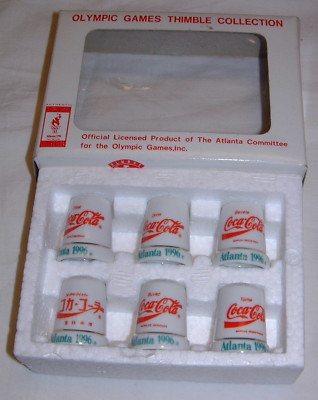 OLYMPIC GAMES THIMBLE COLLECTION
Official Licensed Product of The Atlanta Committee
for the Olympic Games,Inc.
Coca-Cola
Atlanta 1996
Coca-Cola
Atlanta 1996
Coca-Cola
Atlanta 1996
コカ・コーラ
Atlanta 1996
Coca-Cola
Atlanta 1996
Coca-Cola
Atlanta 1996